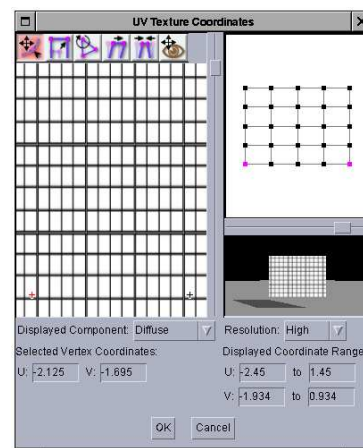 UV Texture Coordinates
Displayed Component: Diffuse
Resolution: High
Selected Vertex Coordinates:
Displayed Coordinate Range
U: -2.125 V: -1.695
U: -2.45 to 1.45
V: -1.934 to 0.934
OK Cancel